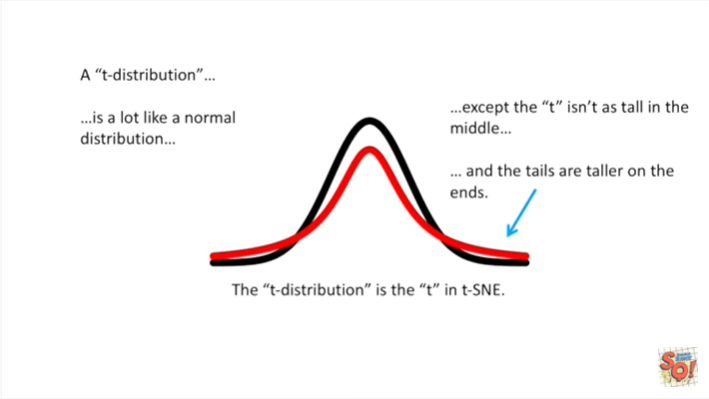 A “t-distribution”...
...is a lot like a normal
distribution...
...except the “t” isn’t as tall in the
middle...
... and the tails are taller on the
ends.
The “t-distribution” is the “t” in t-SNE.
SO!